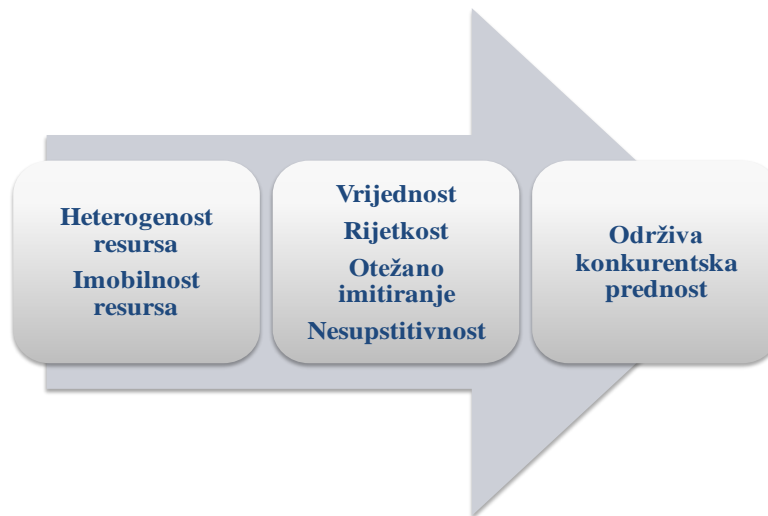 Heterogenost
resursa
Imobilnost
resursa
Vrijednost
Rijetkost
Otežano
imitiranje
Nesupstitivnost
Održiva
konkurentska
prednost